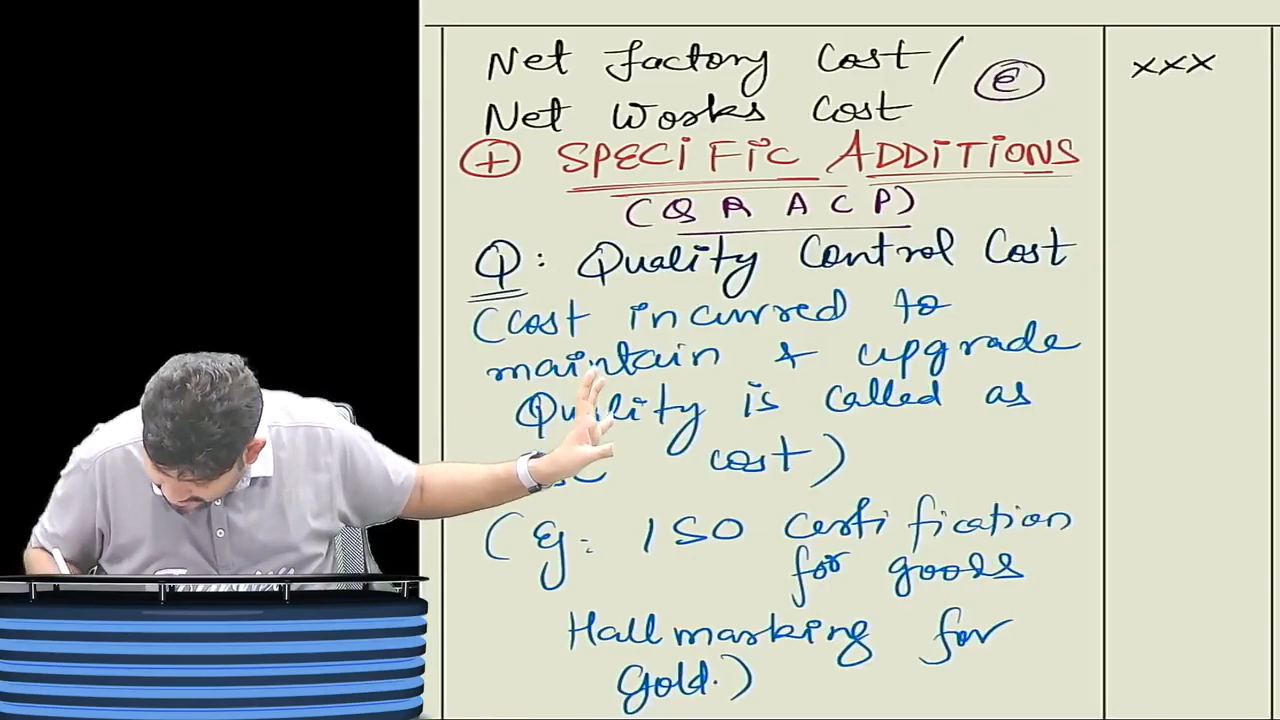 Net Factory Cost/ e
Net Works Cost
xxx
+ SPECiFiC ADDiTiONS
(Q R A C P)
Q: Quality Control Cost
(Cost incurred to
maintain & upgrade
Quality is called as
cost)
(Eg: ISO certification
for goods
Hallmarking for
Gold.)